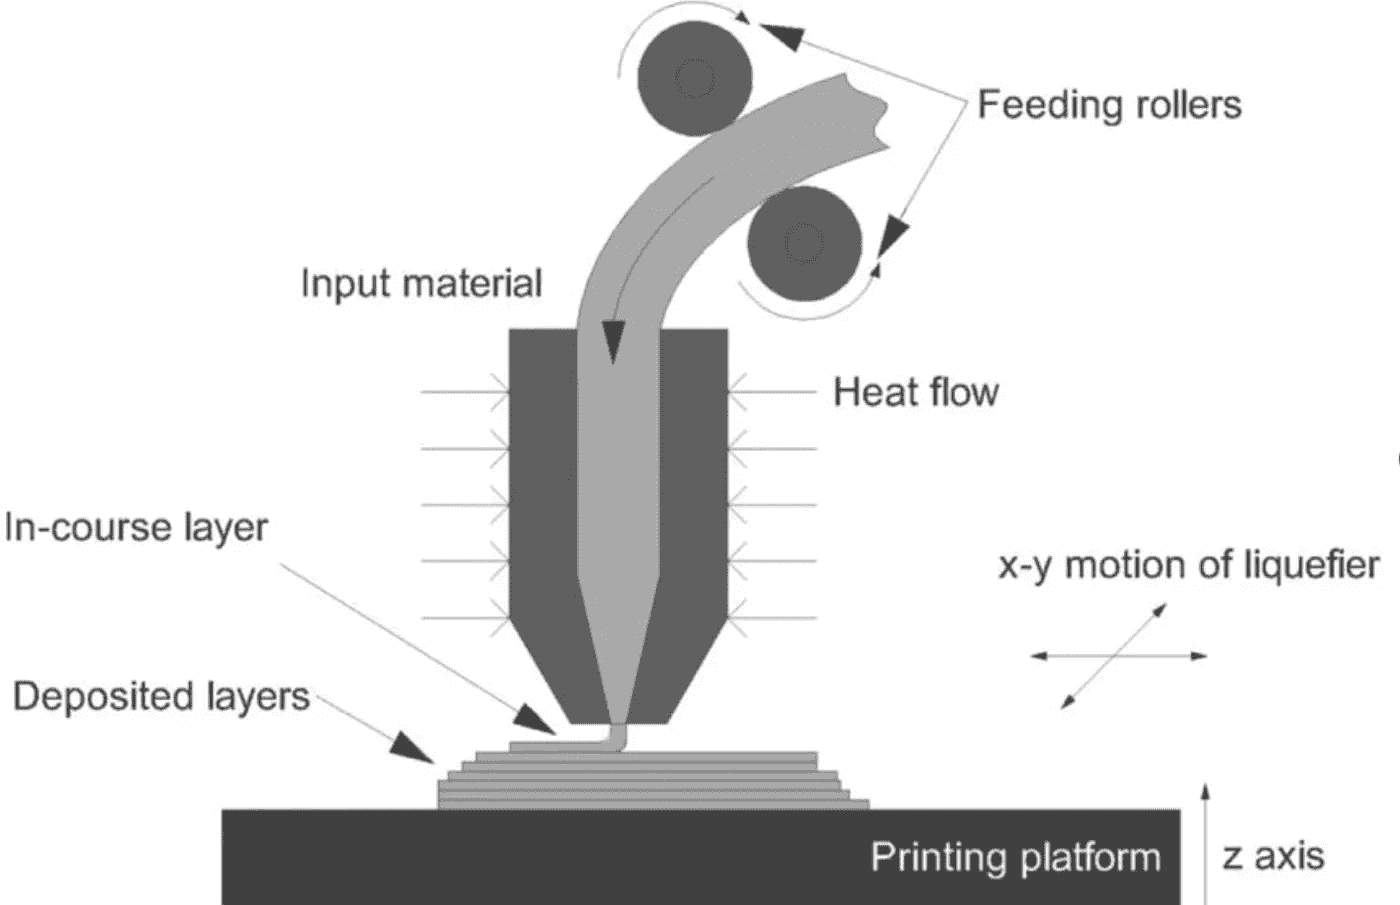 Feeding rollers
Input material
Heat flow
In-course layer
x-y motion of liquefier
Deposited layers
Printing platform
z axis